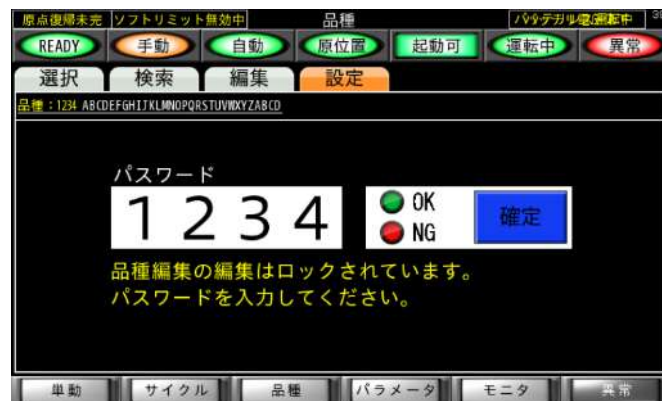 原点復帰未完 ソフトリミット無効中 品種
READY 手動 自動 原位置 起動可 運転中 異常
選択 検索 編集 設定
品種:1234 ABCDEFGHIJKLMNOPQRSTUVWXYZABCD
パスワード
1234
OK
NG
確定
品種編集の編集はロックされています。
パスワードを入力してください。
単動 サイクル 品種 パラメータ モニタ 異常